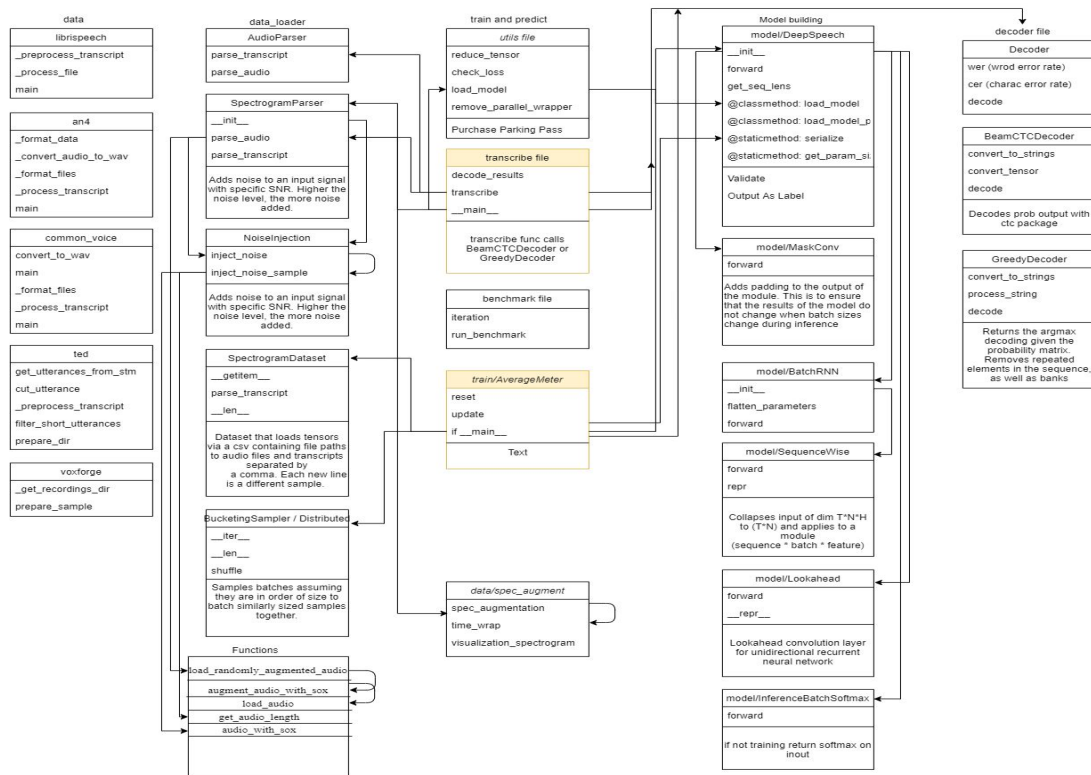 data
librispeech
_preprocess_transcript
_process_file
main
an4
_format_data
_convert_audio_to_wav
_format_files
_process_transcript
main
common_voice
convert_to_wav
main
_format_files
_process_transcript
main
ted
get_utterances_from_stm
cut_utterance
_preprocess_transcript
filter_short_utterances
prepare_dir
voxforge
_get_recordings_dir
prepare_sample
data_loader
AudioParser
parse_transcript
parse_audio
SpectrogramParser
__init__
parse_audio
parse_transcript
Adds noise to an input signal
with specific SNR. Higher the
noise level, the more noise
added.
NoiseInjection
inject_noise
inject_noise_sample
Adds noise to an input signal
with specific SNR. Higher the
noise level, the more noise
added.
SpectrogramDataset
__getitem__
parse_transcript
__len__
Dataset that loads tensors
via a csv containing file paths
to audio files and transcripts
separated by
a comma. Each new line
is a different sample.
BucketingSampler / Distributed
__iter__
__len__
shuffle
Samples batches assuming
they are in order of size to
batch similarly sized samples
together.
Functions
load_randomly_augmented_audio
augment_audio_with_sox
load_audio
get_audio_length
audio_with_sox
train and predict
utils file
reduce_tensor
check_loss
load_model
remove_parallel_wrapper
Purchase Parking Pass
transcribe file
decode_results
transcribe
__main__
transcribe func calls
BeamCTCDecoder or
GreedyDecoder
benchmark file
iteration
run_benchmark
train/AverageMeter
reset
update
if __main__
Text
data/spec_augment
spec_augmentation
time_wrap
visualization_spectrogram
Model building
model/DeepSpeech
__init__
forward
get_seq_lens
@classmethod: load_model
@classmethod: load_model_p
@staticmethod: serialize
@staticmethod: get_param_si
Validate
Output As Label
model/MaskConv
forward
Adds padding to the output of
the module. This is to ensure
that the results of the model do
not change when batch sizes
change during inference
model/BatchRNN
__init__
flatten_parameters
forward
model/SequenceWise
forward
repr
Collapses input of dim T*N*H
to (T*N) and applies to a
module
(sequence * batch * feature)
model/Lookahead
forward
__repr__
Lookahead convolution layer
for unidirectional recurrent
neural network
model/InferenceBatchSoftmax
forward
if not training return softmax on
inout
decoder file
Decoder
wer (wrod error rate)
cer (charac error rate)
decode
BeamCTCDecoder
convert_to_strings
convert_tensor
decode
Decodes prob output with
ctc package
GreedyDecoder
convert_to_strings
process_string
decode
Returns the argmax
decoding given the
probability matrix.
Removes repeated
elements in the sequence,
as well as banks